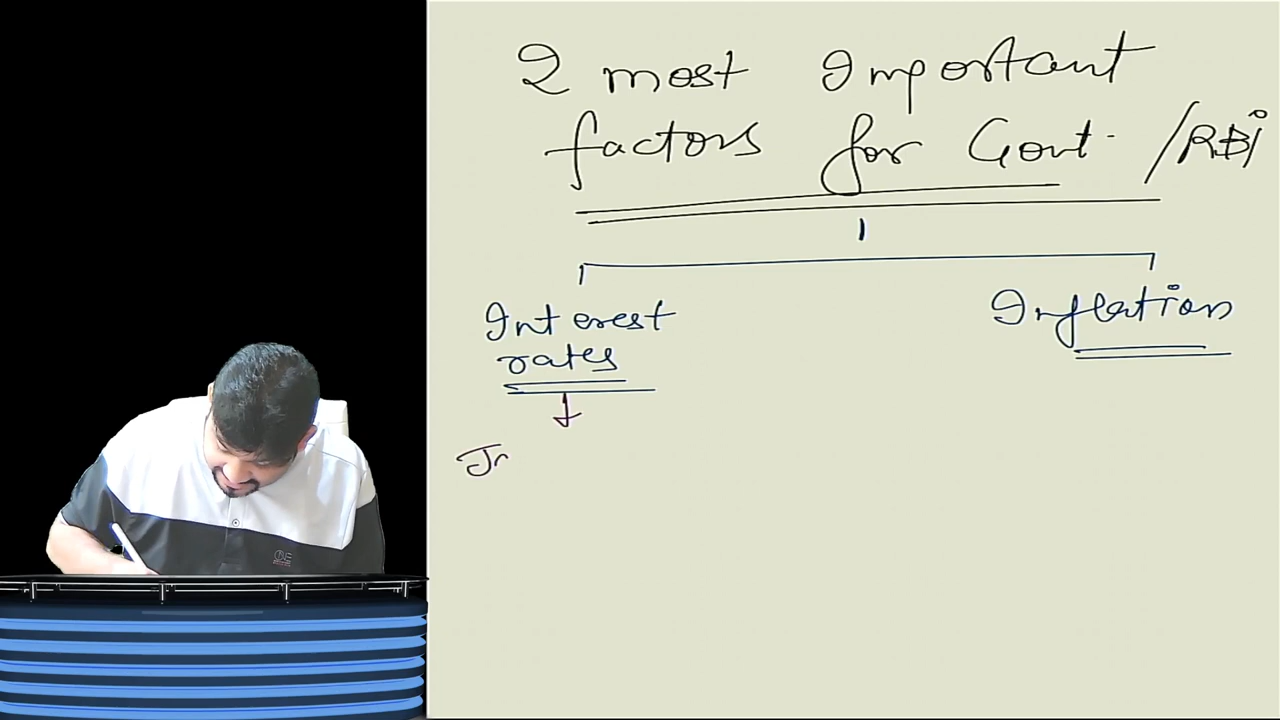 2 most Important
factors for Govt. /RBI
Interest
rates
Inflation